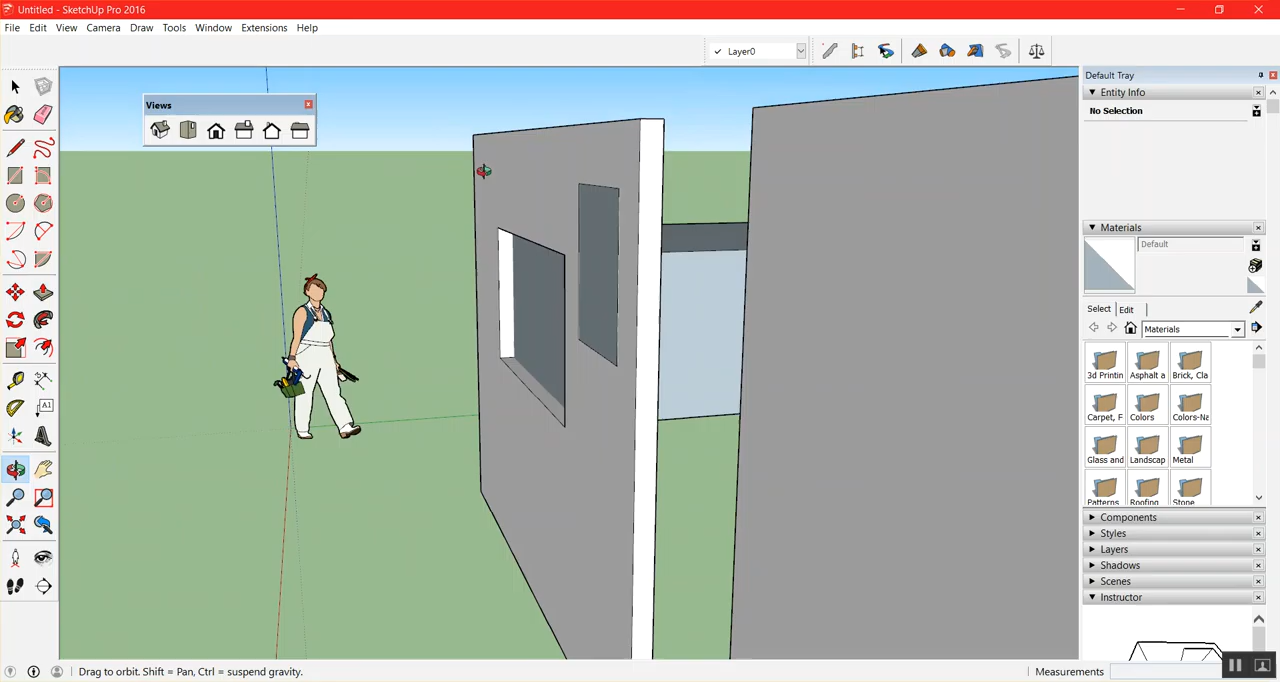 Untitled - SketchUp Pro 2016
File Edit View Camera Draw Tools Window Extensions Help
Layer0
Default Tray
Views
Entity Info
No Selection
Materials
Default
Select Edit
Materials
3d Printin Asphalt a Brick, Cla
Carpet, F Colors Colors-Na
Glass and Landscap Metal
Patterns Roofing Stone
A1
Components
Styles
Layers
Shadows
Scenes
Instructor
Drag to orbit. Shift = Pan, Ctrl = suspend gravity.
Measurements